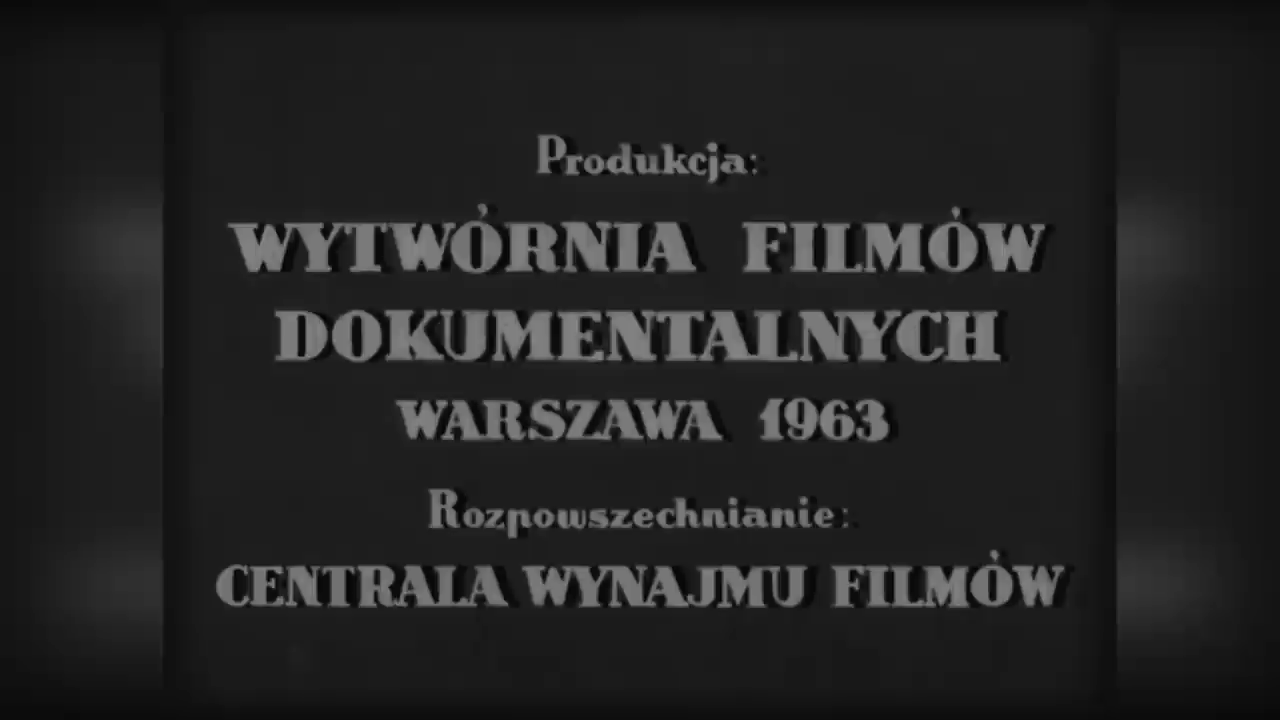 Produkcja:
WYTWÓRNIA FILMÓW
DOKUMENTALNYCH
WARSZAWA 1963
Rozpowszechnianie:
CENTRALA WYNAJMU FILMÓW